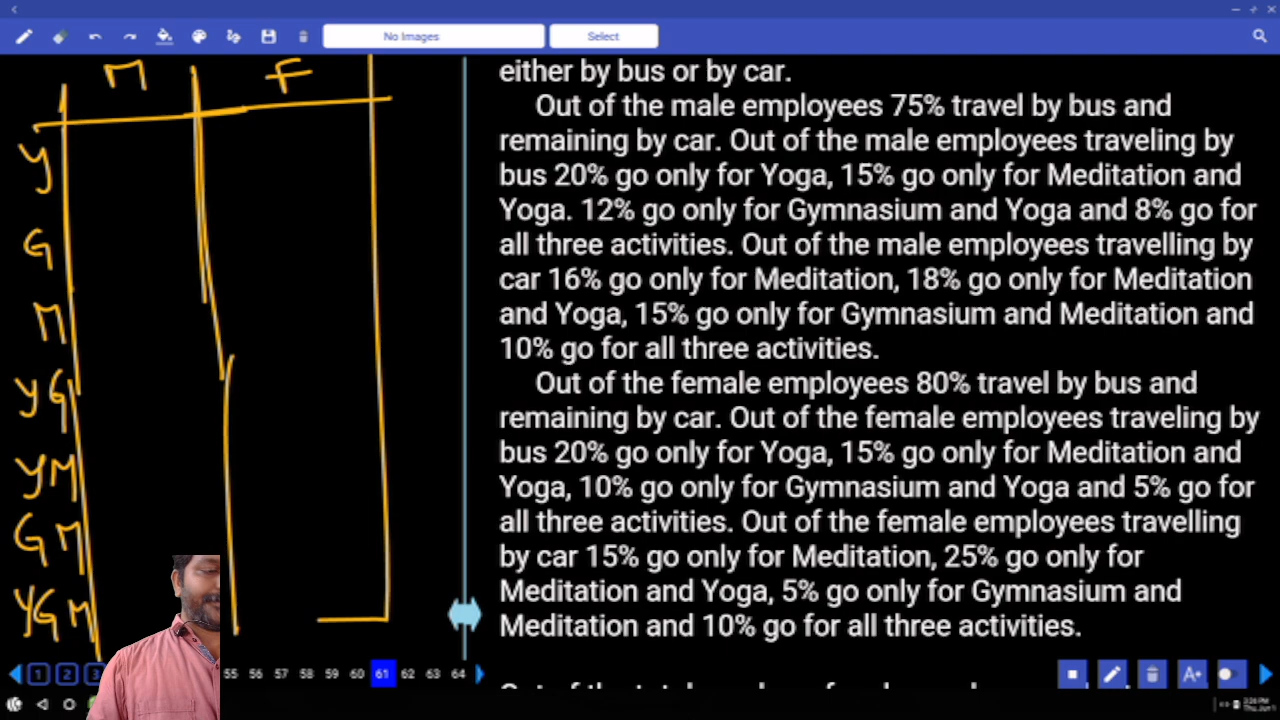 No Images
Select
M F
Y
G
M
YG
YM
GM
YGM
either by bus or by car.
Out of the male employees 75% travel by bus and
remaining by car. Out of the male employees traveling by
bus 20% go only for Yoga, 15% go only for Meditation and
Yoga. 12% go only for Gymnasium and Yoga and 8% go for
all three activities. Out of the male employees travelling by
car 16% go only for Meditation, 18% go only for Meditation
and Yoga, 15% go only for Gymnasium and Meditation and
10% go for all three activities.
Out of the female employees 80% travel by bus and
remaining by car. Out of the female employees traveling by
bus 20% go only for Yoga, 15% go only for Meditation and
Yoga, 10% go only for Gymnasium and Yoga and 5% go for
all three activities. Out of the female employees travelling
by car 15% go only for Meditation, 25% go only for
Meditation and Yoga, 5% go only for Gymnasium and
Meditation and 10% go for all three activities.
1 2 3 55 56 57 58 59 60 61 62 63 64
A+